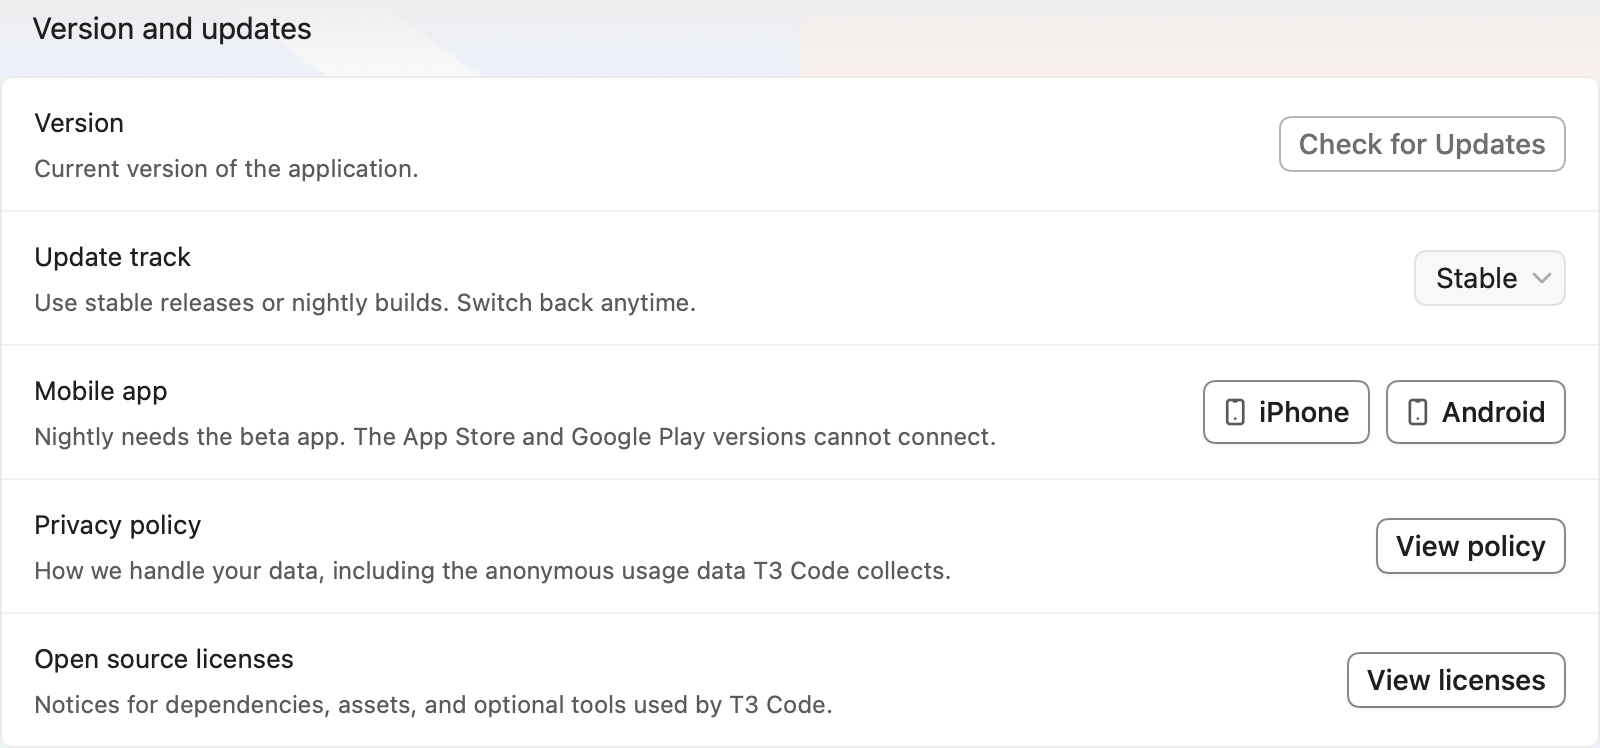 Version and updates
Version
Check for Updates
Current version of the application.
Update track
Stable
Use stable releases or nightly builds. Switch back anytime.
Mobile app
iPhone
Android
Nightly needs the beta app. The App Store and Google Play versions cannot connect.
Privacy policy
View policy
How we handle your data, including the anonymous usage data T3 Code collects.
Open source licenses
View licenses
Notices for dependencies, assets, and optional tools used by T3 Code.